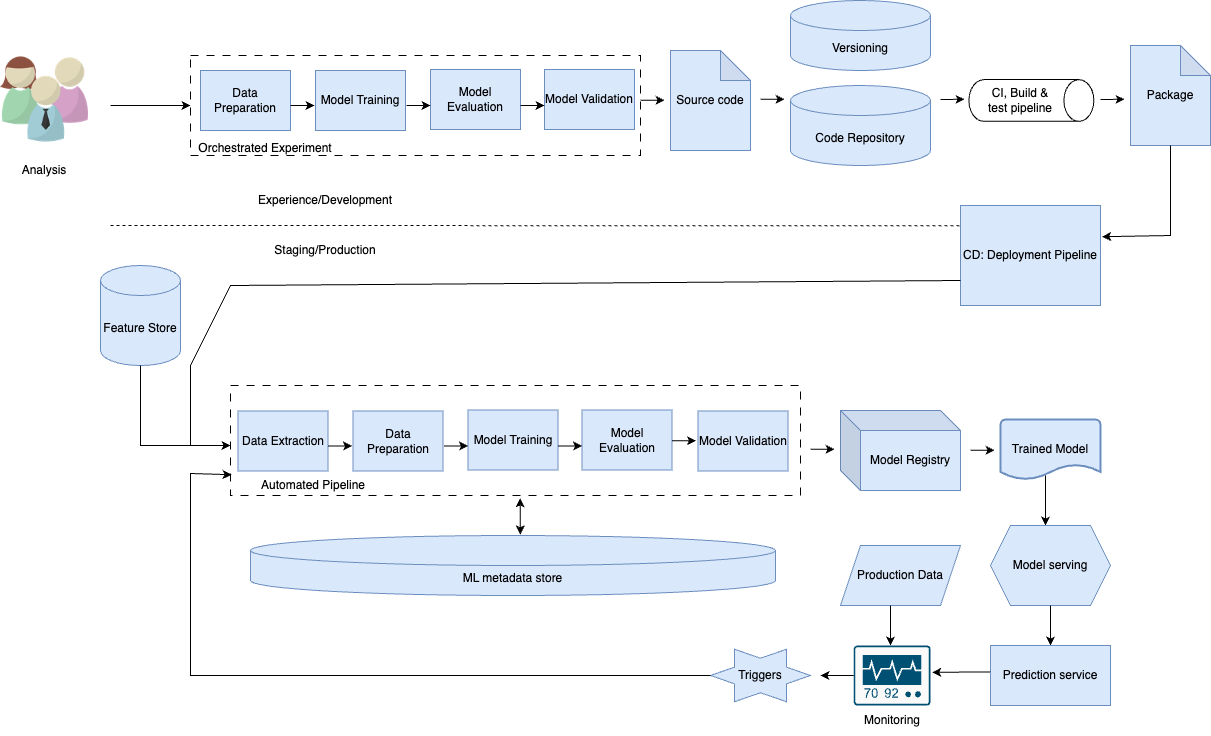 Versioning
Data
Preparation
Model Training
Model
Evaluation
Model Validation
Source code
CI, Build &
test pipeline
Package
Code Repository
Orchestrated Experiment
Analysis
Experience/Development
Staging/Production
CD: Deployment Pipeline
Feature Store
Data Extraction
Data
Preparation
Model Training
Model
Evaluation
Model Validation
Model Registry
Trained Model
Automated Pipeline
ML metadata store
Production Data
Model serving
Triggers
70 92
Prediction service
Monitoring